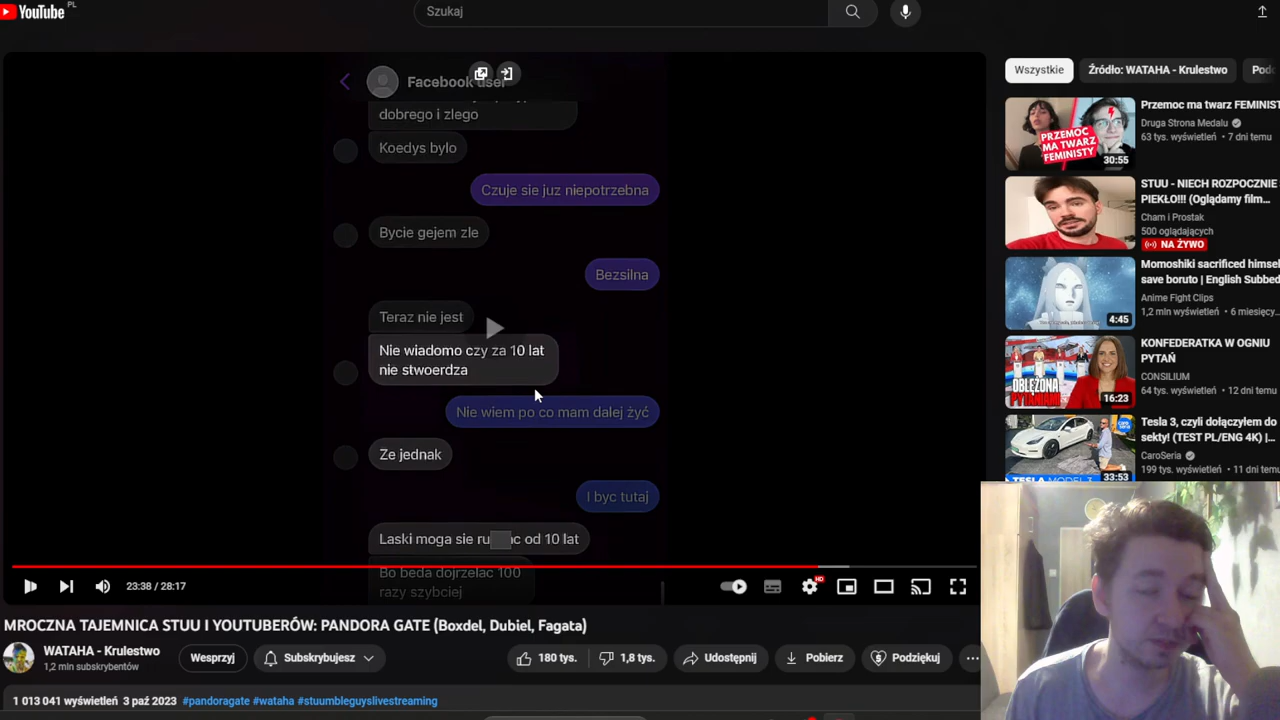 YouTube PL
Szukaj
Facebook user
dobrego i zlego
Koedys bylo
Czuje sie juz niepotrzebna
Bycie gejem zle
Bezsilna
Teraz nie jest
Nie wiadomo czy za 10 lat
nie stwoerdza
Nie wiem po co mam dalej żyć
Że jednak
I byc tutaj
Laski moga sie ru c od 10 lat
Bo beda dojrzelac 100
razy szybciej
23:38 / 28:17
HD
MROCZNA TAJEMNICA STUU I YOUTUBERÓW: PANDORA GATE (Boxdel, Dubiel, Fagata)
WATAHA - Krulestwo
1,2 mln subskrybentów
Wesprzyj
Subskrybujesz
180 tys.
1,8 tys.
Udostępnij
Pobierz
Podziękuj
1 013 041 wyświetleń 3 paź 2023 #pandoragate #wataha #stuumbleguyslivestreaming
Wszystkie
Źródło: WATAHA - Krulestwo
Pod
PRZEMOC
MA TWARZ
FEMINISTY
30:55
Przemoc ma twarz FEMINIST
Druga Strona Medalu
63 tys. wyświetleń • 7 dni temu
STUU - NIECH ROZPOCZNIE
PIEKŁO!!! (Oglądamy film...
Cham i Prostak
500 oglądających
NA ŻYWO
4:45
Momoshiki sacrificed himsel
save boruto | English Subbed
Anime Fight Clips
1,2 mln wyświetleń • 6 miesięcy
OBLĘŻONA
PYTANIAMI
16:23
KONFEDERATKA W OGNIU
PYTAŃ
CONSILIUM
64 tys. wyświetleń • 12 dni temu
TESLA MODEL 3
33:53
Tesla 3, czyli dołączyłem do
sekty! (TEST PL/ENG 4K) |...
CaroSeria
199 tys. wyświetleń • 11 dni tem